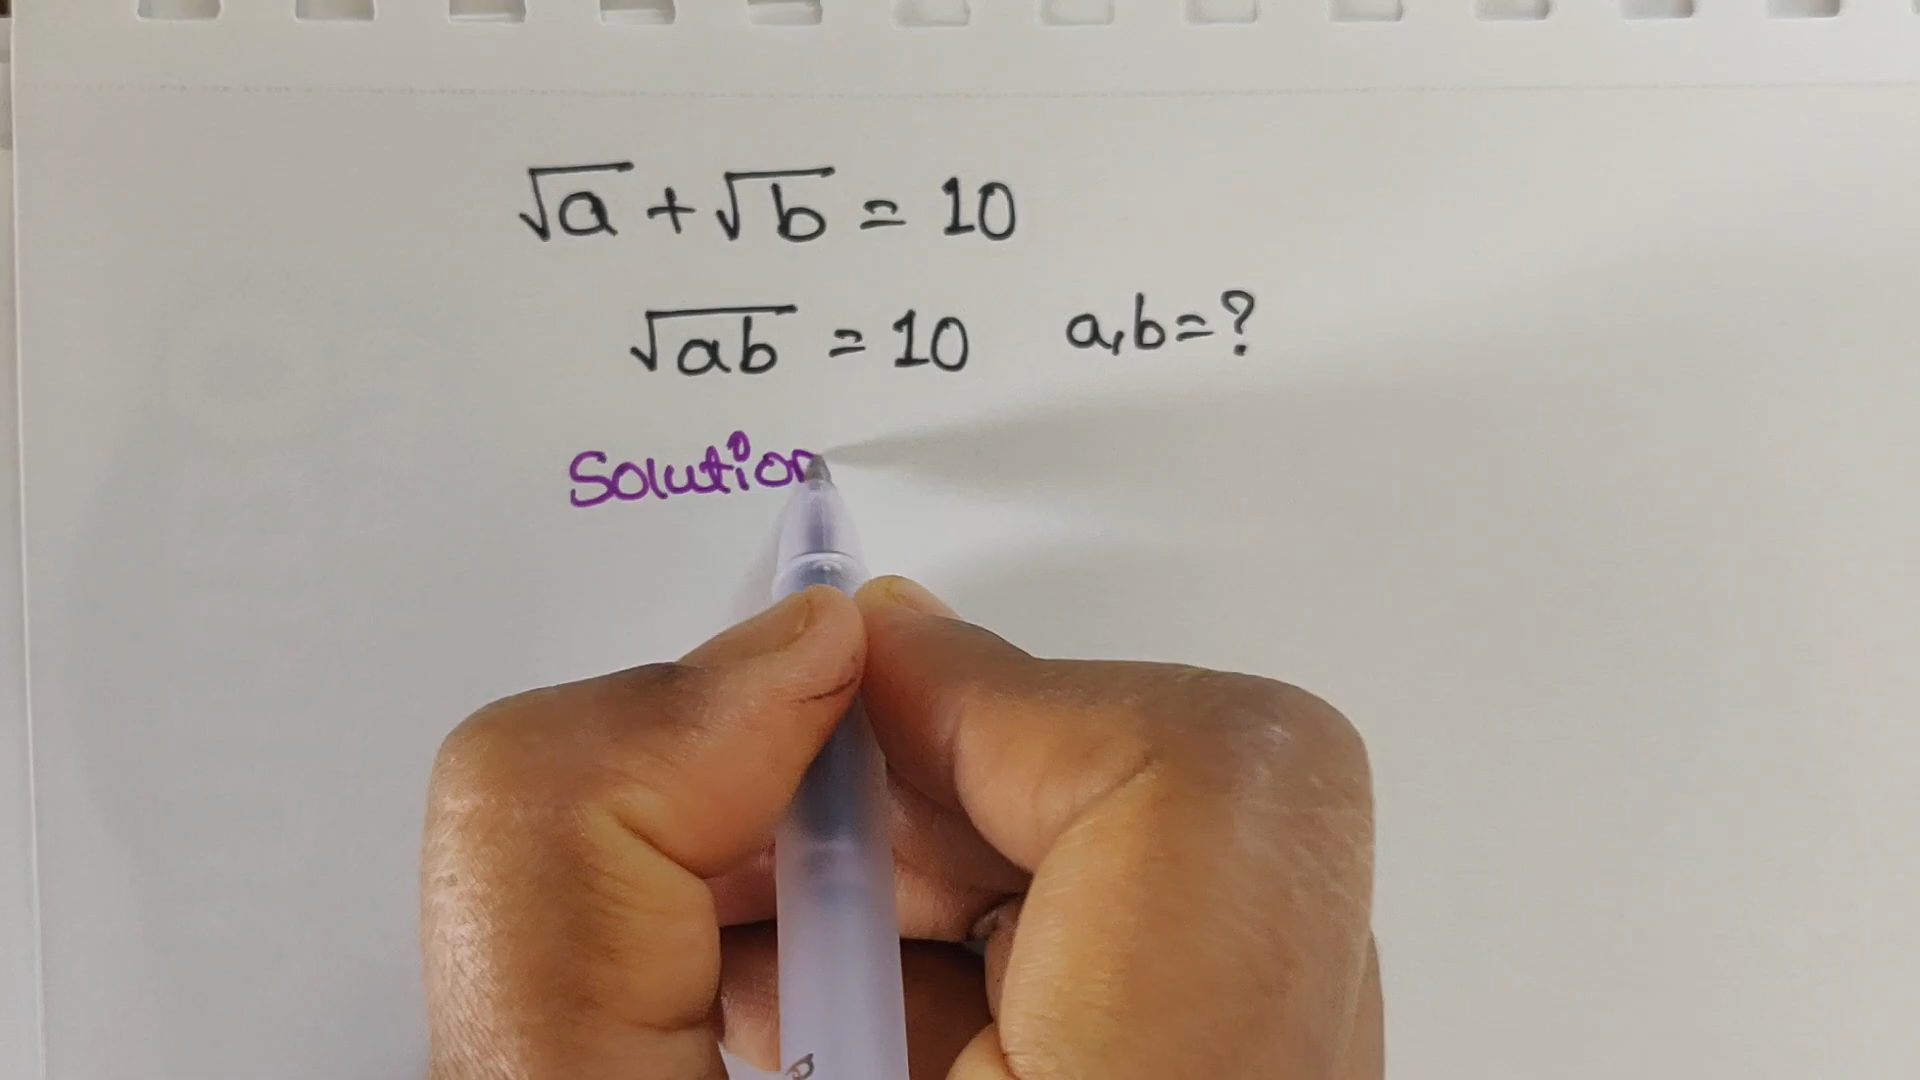 √a + √b = 10
√ab = 10 a,b=?
Solution